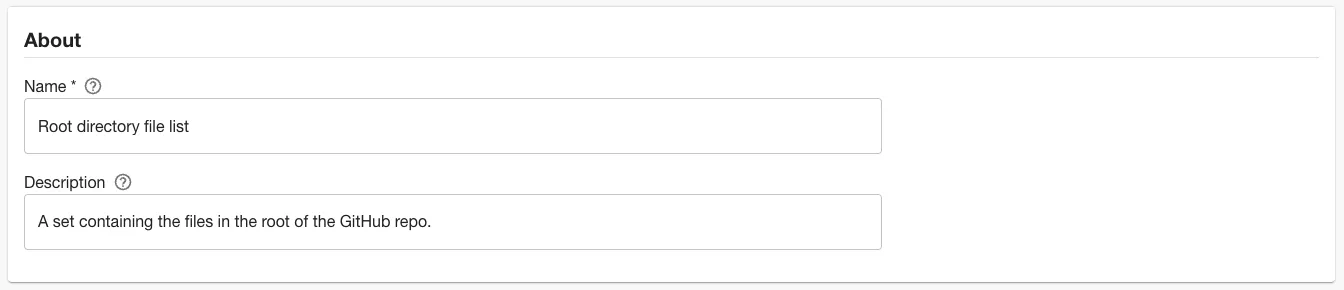 About
Name *
Root directory file list
Description
A set containing the files in the root of the GitHub repo.